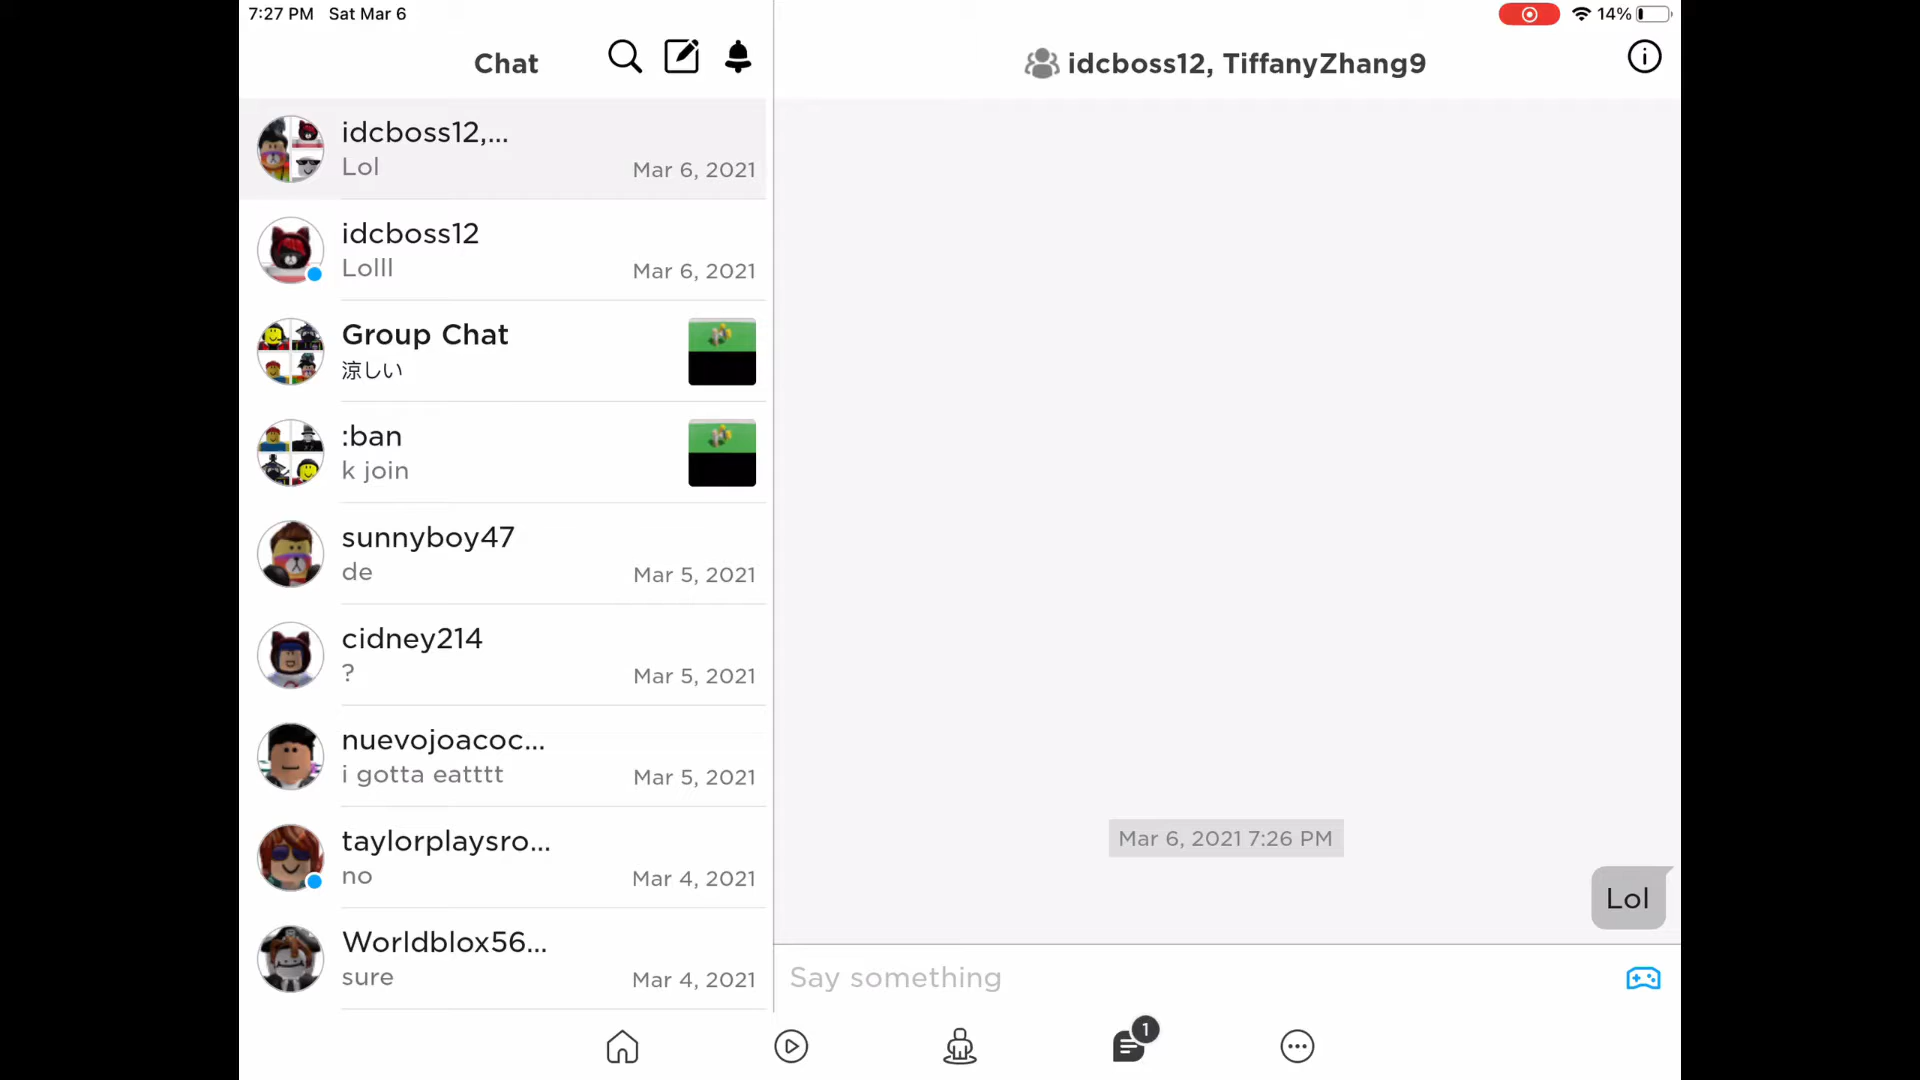 7:27 PM Sat Mar 6
14%
Chat
idcboss12, TiffanyZhang9
idcboss12,...
Lol
Mar 6, 2021
idcboss12
Lolll
Mar 6, 2021
Group Chat
涼しい
:ban
k join
sunnyboy47
de
Mar 5, 2021
cidney214
?
Mar 5, 2021
nuevojoacoc...
i gotta eatttt
Mar 5, 2021
taylorplaysro...
no
Mar 4, 2021
Worldblox56...
sure
Mar 4, 2021
Mar 6, 2021 7:26 PM
Lol
Say something
1